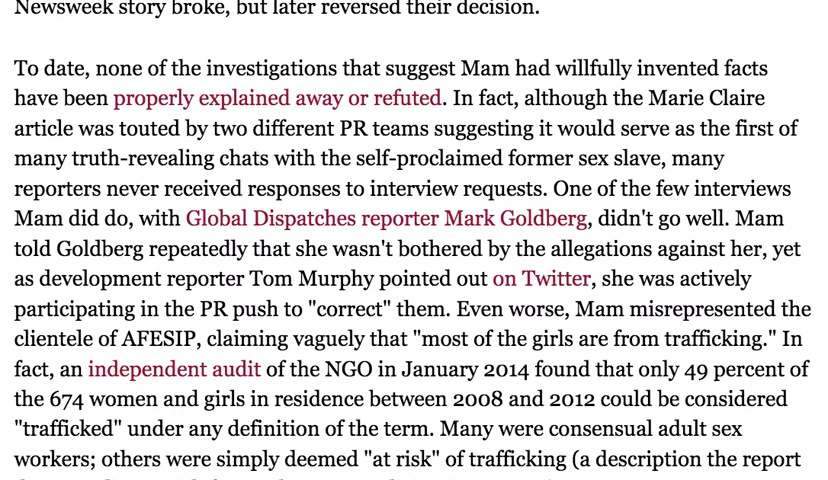 Newsweek story broke, but later reversed their decision.
To date, none of the investigations that suggest Mam had willfully invented facts
have been properly explained away or refuted. In fact, although the Marie Claire
article was touted by two different PR teams suggesting it would serve as the first of
many truth-revealing chats with the self-proclaimed former sex slave, many
reporters never received responses to interview requests. One of the few interviews
Mam did do, with Global Dispatches reporter Mark Goldberg, didn't go well. Mam
told Goldberg repeatedly that she wasn't bothered by the allegations against her, yet
as development reporter Tom Murphy pointed out on Twitter, she was actively
participating in the PR push to "correct" them. Even worse, Mam misrepresented the
clientele of AFESIP, claiming vaguely that "most of the girls are from trafficking." In
fact, an independent audit of the NGO in January 2014 found that only 49 percent of
the 674 women and girls in residence between 2008 and 2012 could be considered
"trafficked" under any definition of the term. Many were consensual adult sex
workers; others were simply deemed "at risk" of trafficking (a description the report